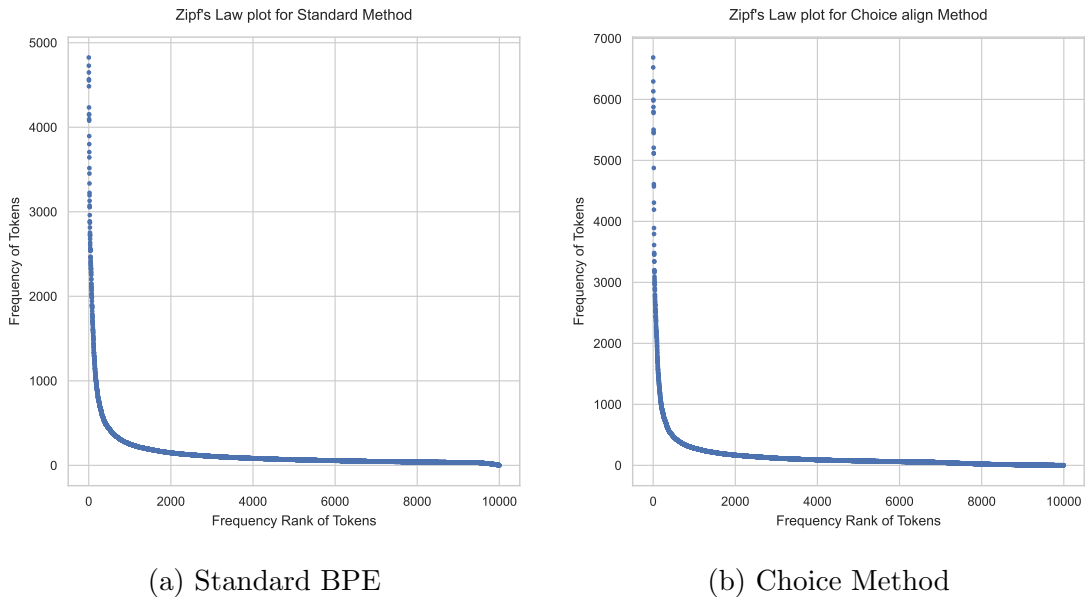 Zipf's Law plot for Standard Method
5000
4000
3000
2000
1000
0
Frequency of Tokens
0 2000 4000 6000 8000 10000
Frequency Rank of Tokens
(a) Standard BPE
Zipf's Law plot for Choice align Method
7000
6000
5000
4000
3000
2000
1000
0
Frequency of Tokens
0 2000 4000 6000 8000 10000
Frequency Rank of Tokens
(b) Choice Method